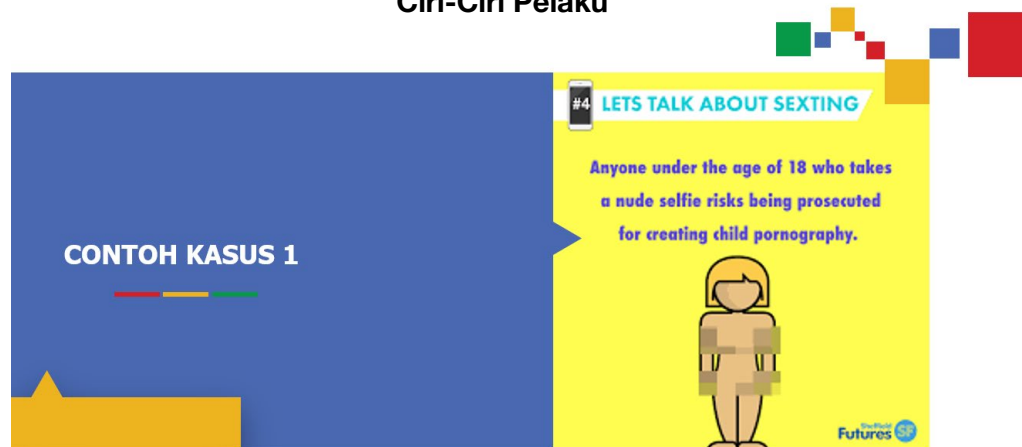 Ciri-Ciri Pelaku
#4 LETS TALK ABOUT SEXTING
Anyone under the age of 18 who takes
a nude selfie risks being prosecuted
for creating child pornography.
CONTOH KASUS 1
Sheffield
Futures SF